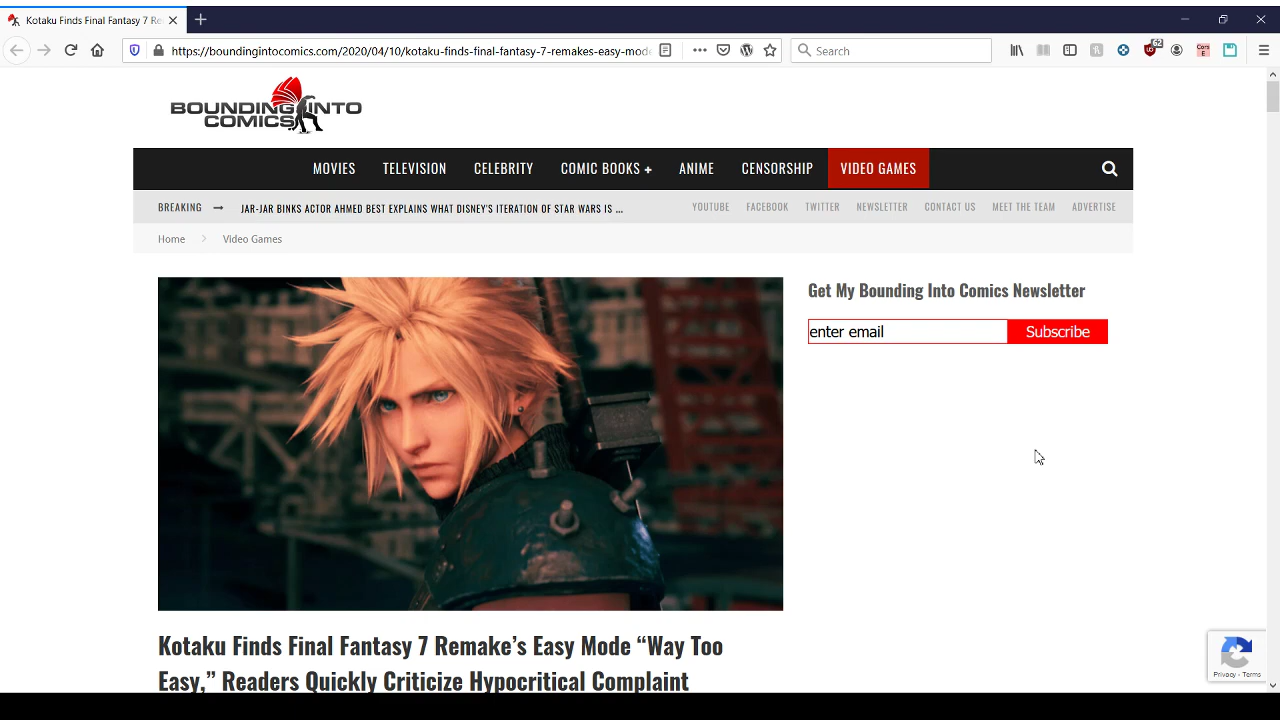 Kotaku Finds Final Fantasy 7 Re
https://boundingintocomics.com/2020/04/10/kotaku-finds-final-fantasy-7-remakes-easy-mode
Search
62
BOUNDING INTO
COMICS
MOVIES TELEVISION CELEBRITY COMIC BOOKS + ANIME CENSORSHIP VIDEO GAMES
BREAKING → JAR-JAR BINKS ACTOR AHMED BEST EXPLAINS WHAT DISNEY'S ITERATION OF STAR WARS IS ... YOUTUBE FACEBOOK TWITTER NEWSLETTER CONTACT US MEET THE TEAM ADVERTISE
Home > Video Games
Get My Bounding Into Comics Newsletter
enter email Subscribe
Kotaku Finds Final Fantasy 7 Remake’s Easy Mode “Way Too
Easy,” Readers Quickly Criticize Hypocritical Complaint
Privacy - Terms